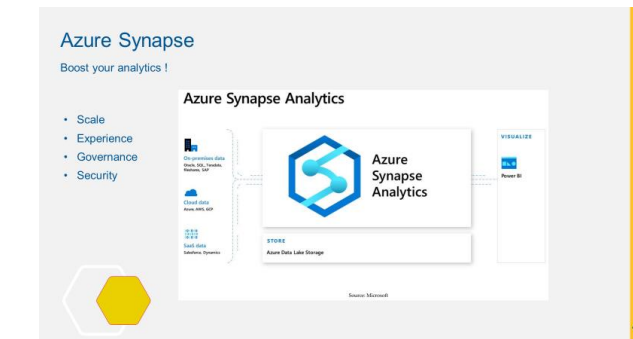 Azure Synapse
Boost your analytics !
• Scale
• Experience
• Governance
• Security
Azure Synapse Analytics
On-premises data
Oracle, SQL, Teradata,
Netezza, SAP
Cloud data
Azure, AWS, GCP
SaaS data
Salesforce, Dynamics
Azure
Synapse
Analytics
STORE
Azure Data Lake Storage
VISUALIZE
Power BI
Source: Microsoft